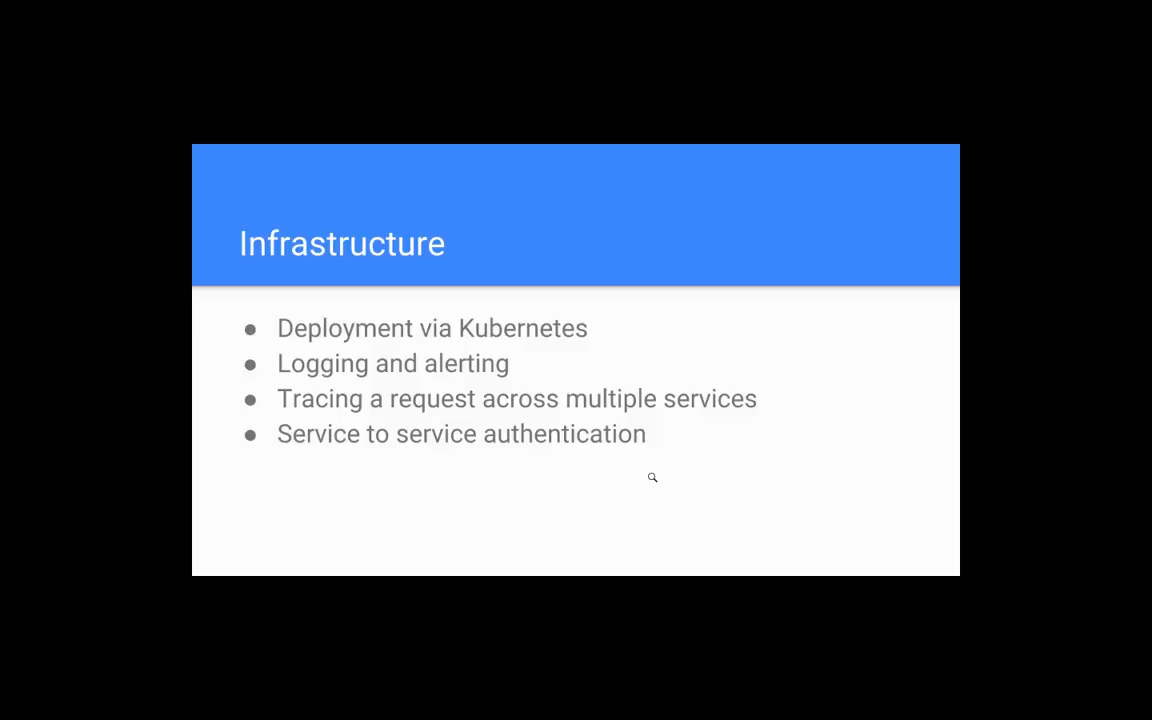 Infrastructure
● Deployment via Kubernetes
● Logging and alerting
● Tracing a request across multiple services
● Service to service authentication